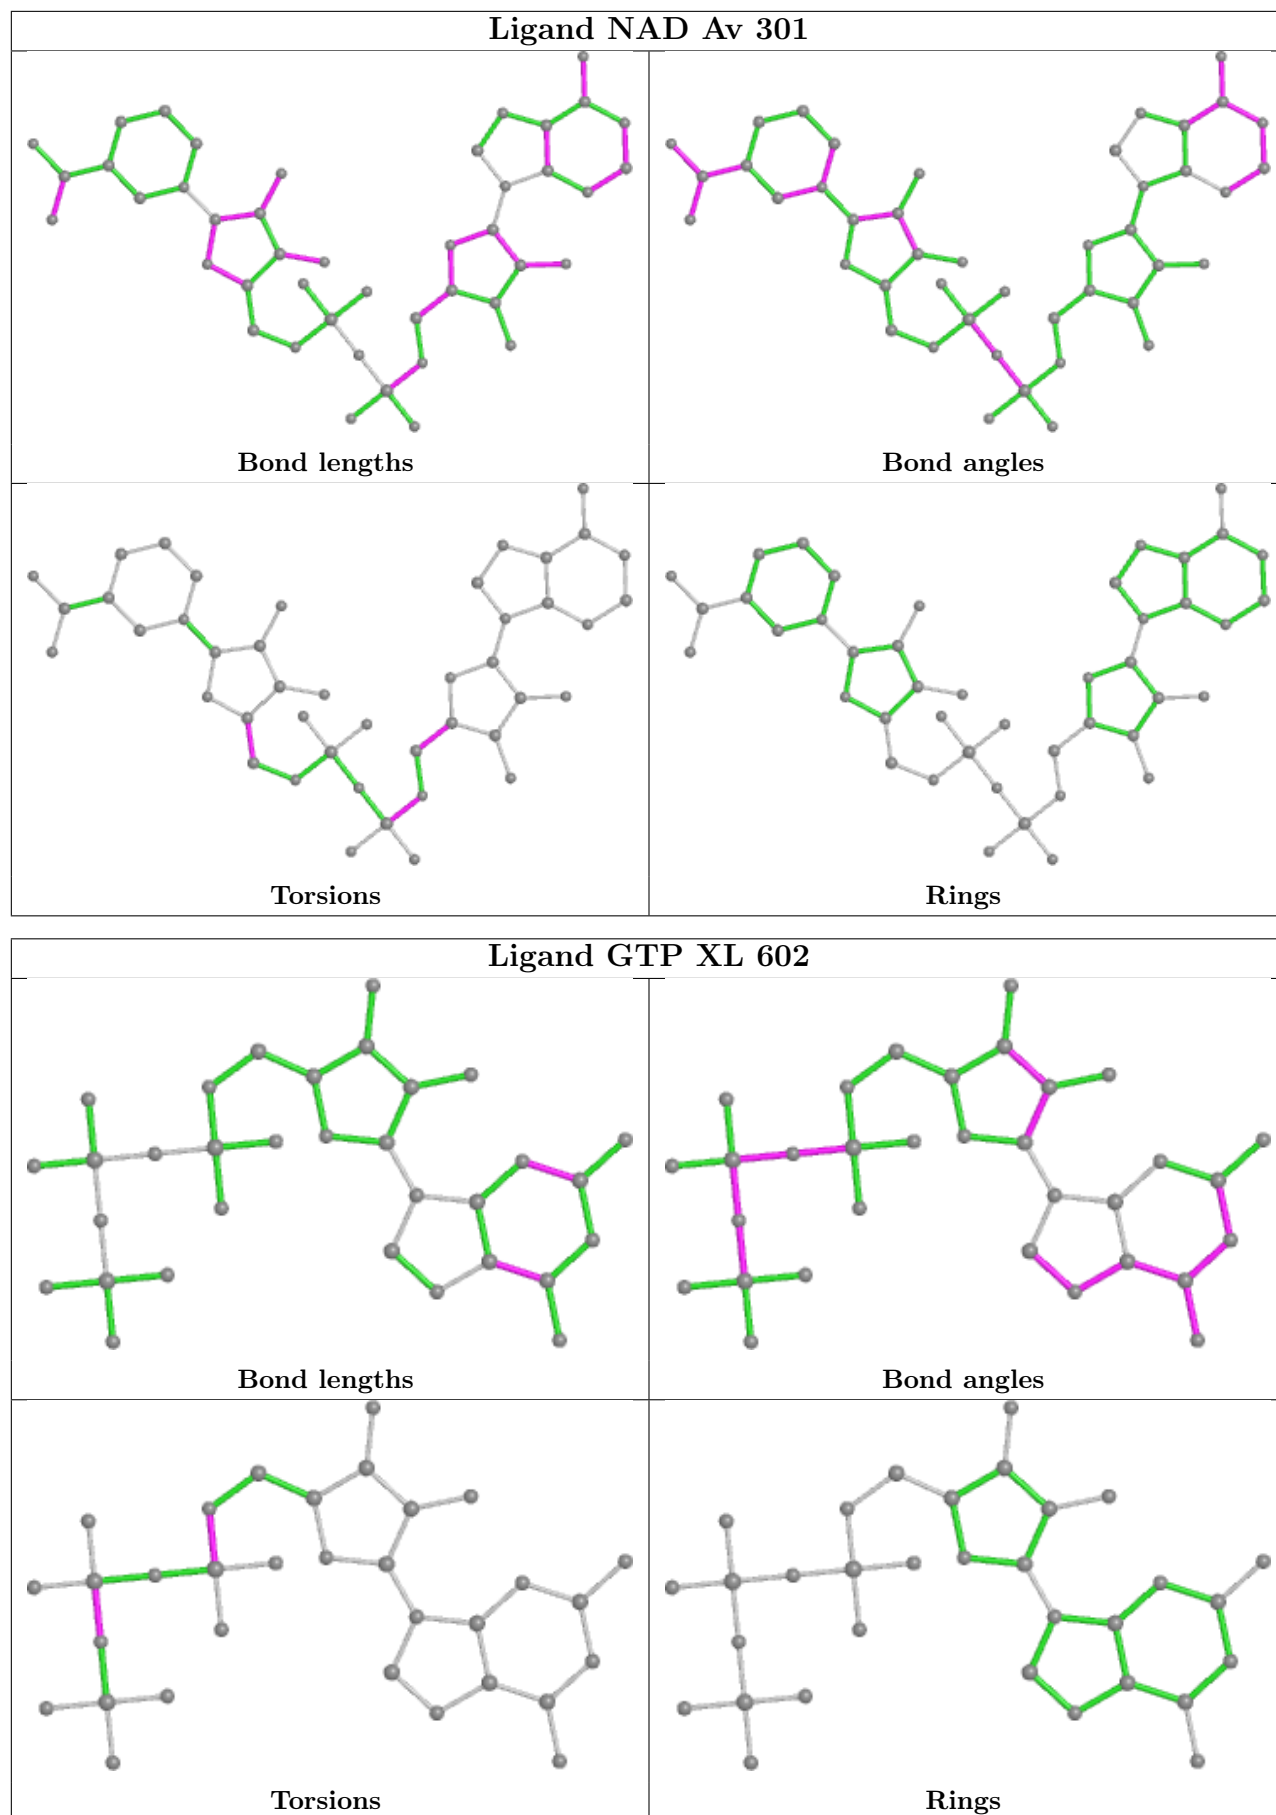 Ligand NAD Av 301
Bond lengths
Bond angles
Torsions
Rings
Ligand GTP XL 602
Bond lengths
Bond angles
Torsions
Rings